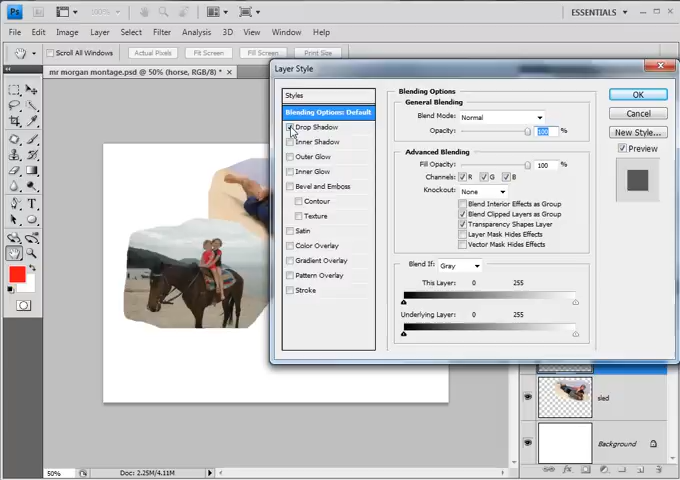 Ps 100% ESSENTIALS
File Edit Image Layer Select Filter Analysis 3D View Window Help
Scroll All Windows Actual Pixels Fit Screen Fill Screen Print Size
mr morgan montage.psd @ 50% (horse, RGB/8) *
Layer Style
Styles
Blending Options: Default
Drop Shadow
Inner Shadow
Outer Glow
Inner Glow
Bevel and Emboss
Contour
Texture
Satin
Color Overlay
Gradient Overlay
Pattern Overlay
Stroke
Blending Options
General Blending
Blend Mode: Normal
Opacity: 100 %
Advanced Blending
Fill Opacity: 100 %
Channels: R G B
Knockout: None
Blend Interior Effects as Group
Blend Clipped Layers as Group
Transparency Shapes Layer
Layer Mask Hides Effects
Vector Mask Hides Effects
Blend If: Gray
This Layer: 0 255
Underlying Layer: 0 255
OK
Cancel
New Style...
Preview
sled
Background
50% Doc: 2.25M/4.11M